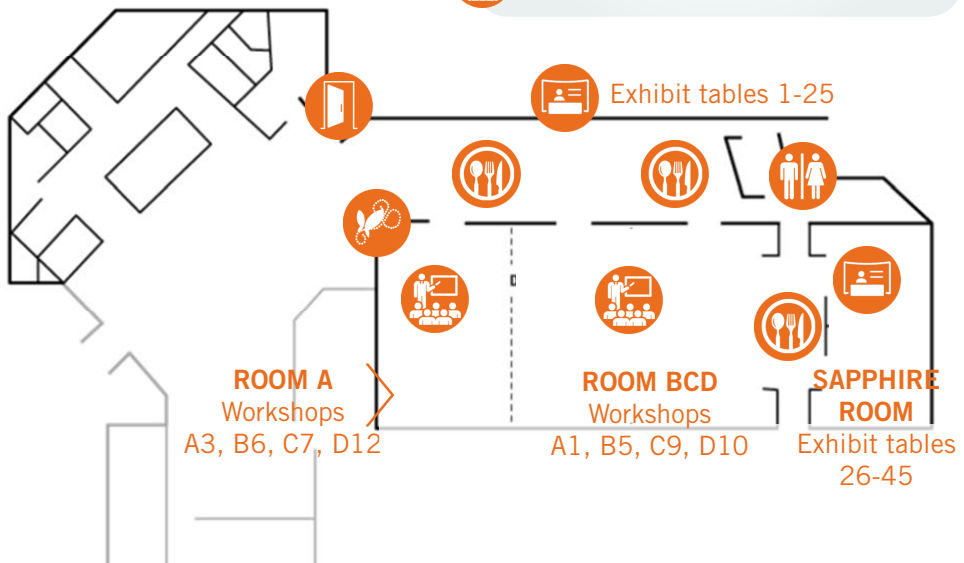 Exhibit tables 1-25
ROOM A
Workshops
A3, B6, C7, D12
ROOM BCD
Workshops
A1, B5, C9, D10
SAPPHIRE
ROOM
Exhibit tables
26-45